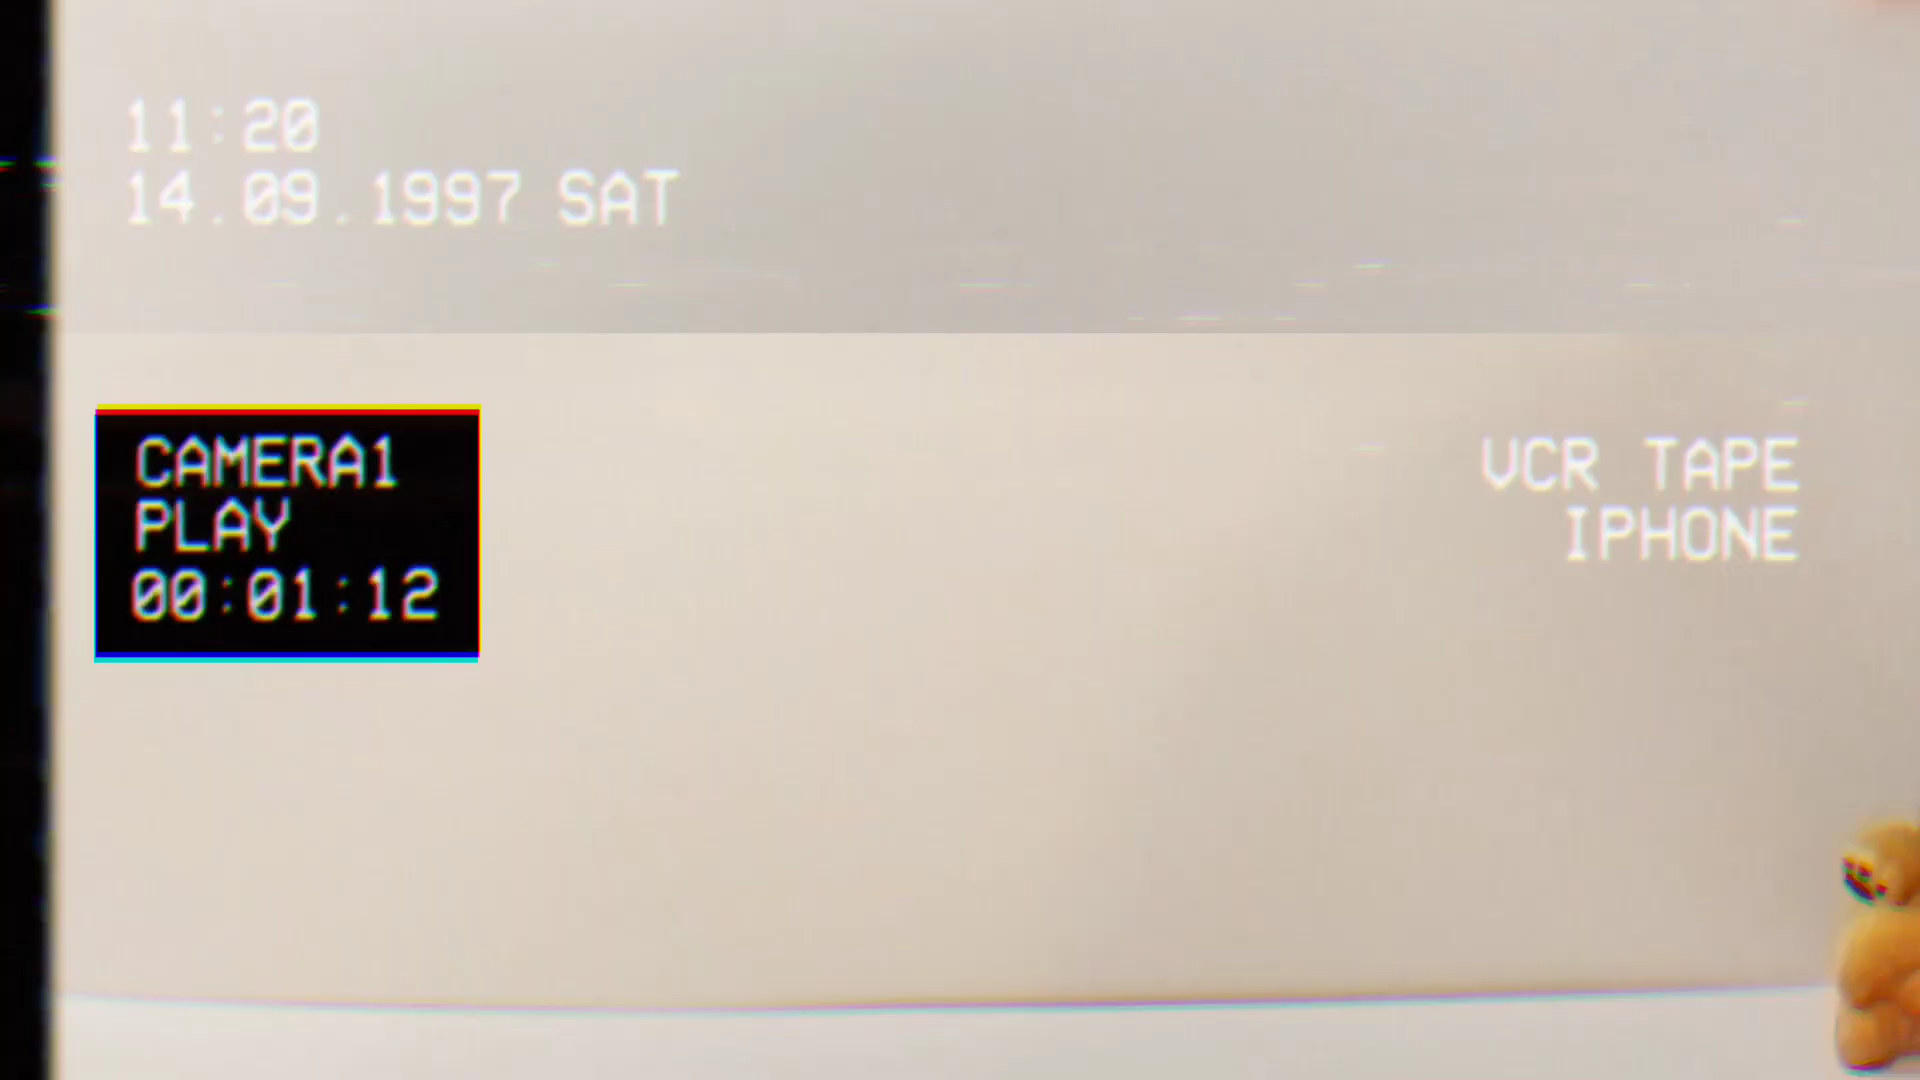 11:20
14.09.1997 SAT
CAMERA1
PLAY
00:01:12
VCR TAPE
IPHONE